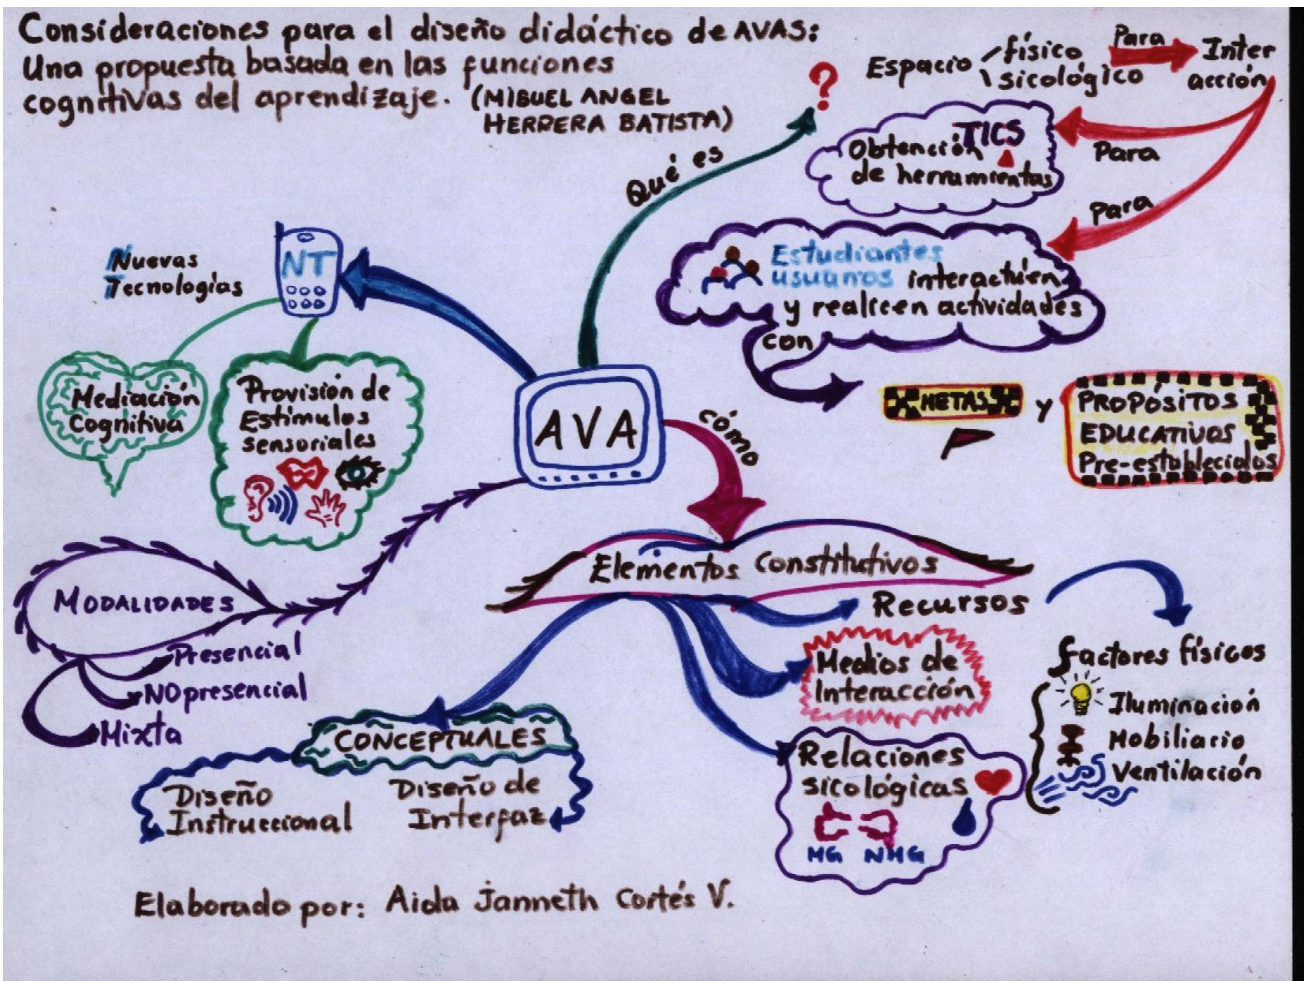 Consideraciones para el diseño didáctico de AVAS:
Una propuesta basada en las funciones
cognitivas del aprendizaje. (MIGUEL ANGEL
HERRERA BATISTA)
?
Qué es
Espacio físico
sicológico
Para
Inter
acción
Para
Para
TICS
Obtención
de herramientas
Estudiantes
usuarios interactúen
y realicen actividades
con
METAS
y
PROPÓSITOS
EDUCATIVOS
Pre-establecidos
Nuevas
Tecnologías
NT
Mediación
Cognitiva
Provisión de
Estímulos
sensoriales
AVA
cómo
Elementos Constitutivos
MODALIDADES
Presencial
NO presencial
Mixta
Recursos
Medios de
Interacción
Relaciones
sicológicas
MG NMG
factores físicos
Iluminación
Mobiliario
Ventilación
CONCEPTUALES
Diseño
Instruccional
Diseño de
Interfaz
Elaborado por: Aida Janneth Cortés V.